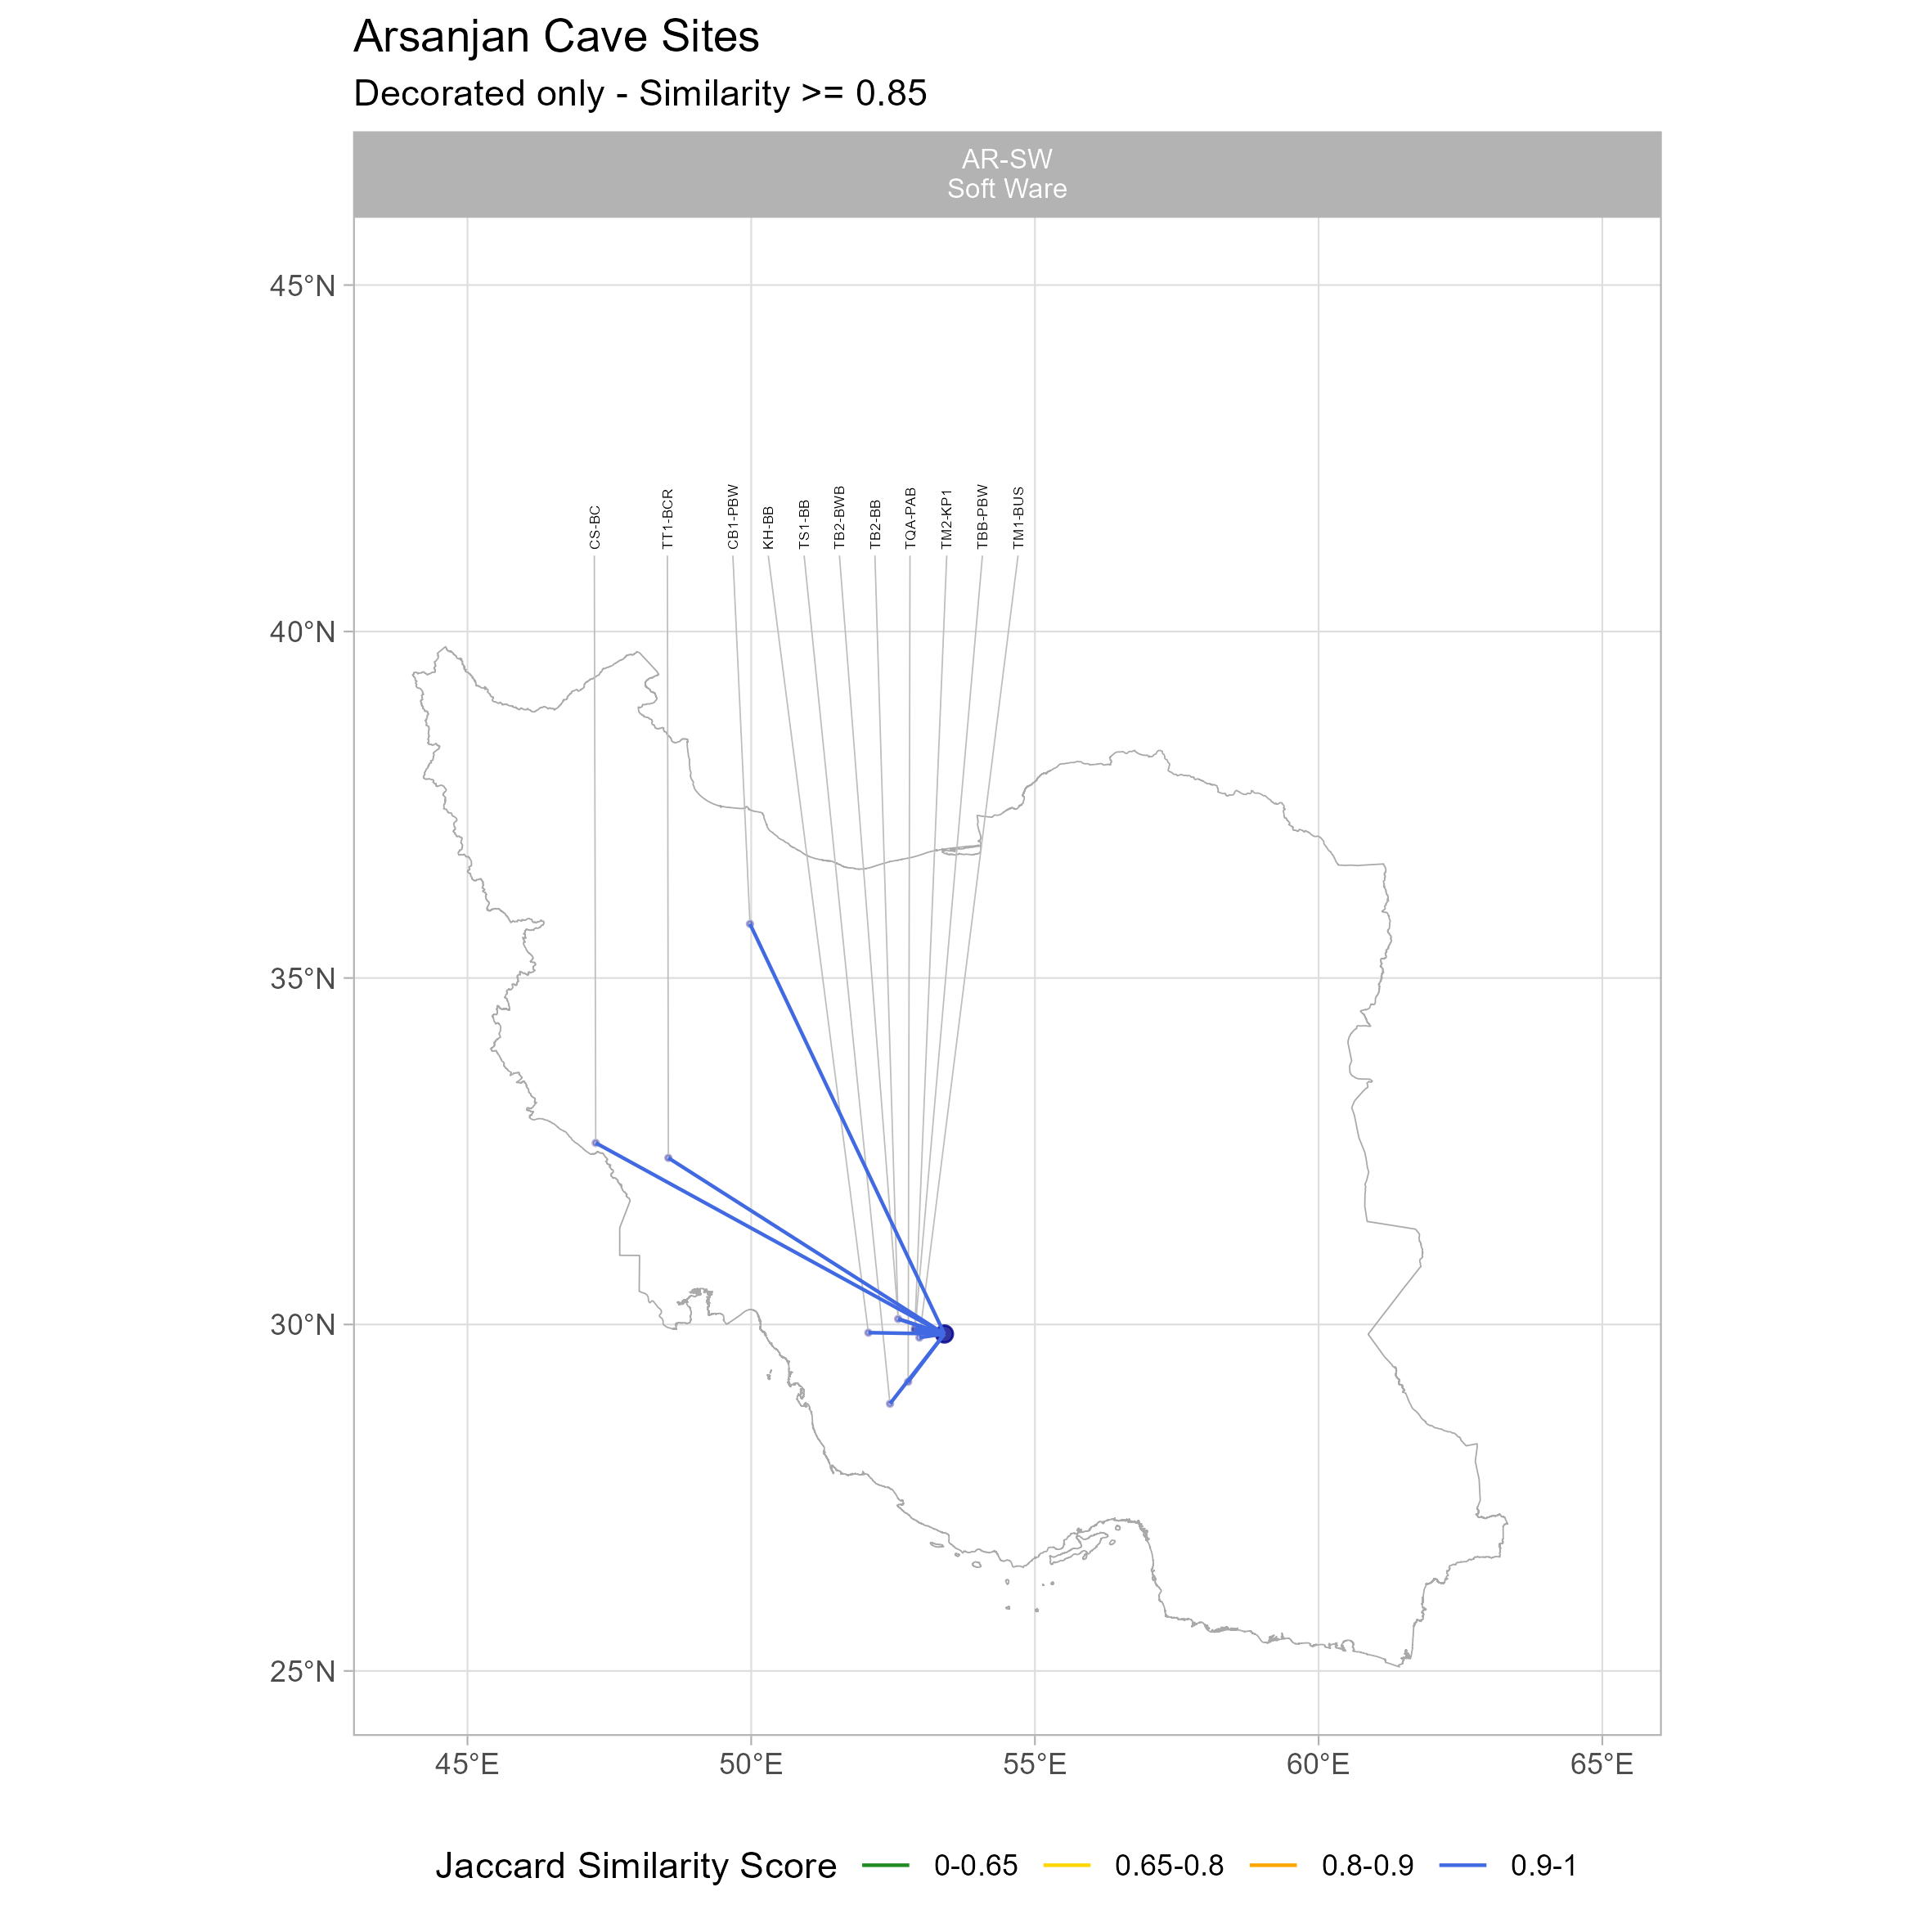 Arsanjan Cave Sites
Decorated only - Similarity >= 0.85
AR-SW
Soft Ware
45°N
40°N
35°N
30°N
25°N
CS-BC
TT1-BCR
CB1-PBW
KH-BB
TS1-BB
TB2-BWB
TB2-BB
TQA-PAB
TM2-KP1
TBB-PBW
TM1-BUS
45°E
50°E
55°E
60°E
65°E
Jaccard Similarity Score
0-0.65
0.65-0.8
0.8-0.9
0.9-1